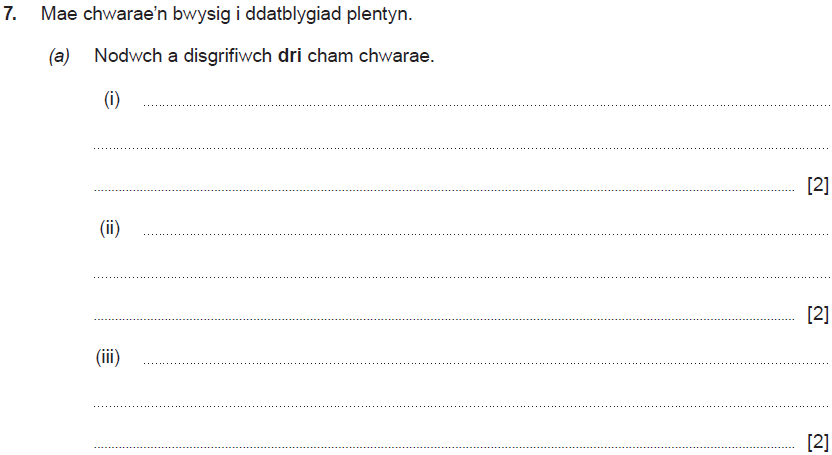 7. Mae chwarae'n bwysig i ddatblygiad plentyn.
(a) Nodwch a disgrifiwch dri cham chwarae.
(i)
[2]
(ii)
[2]
(iii)
[2]